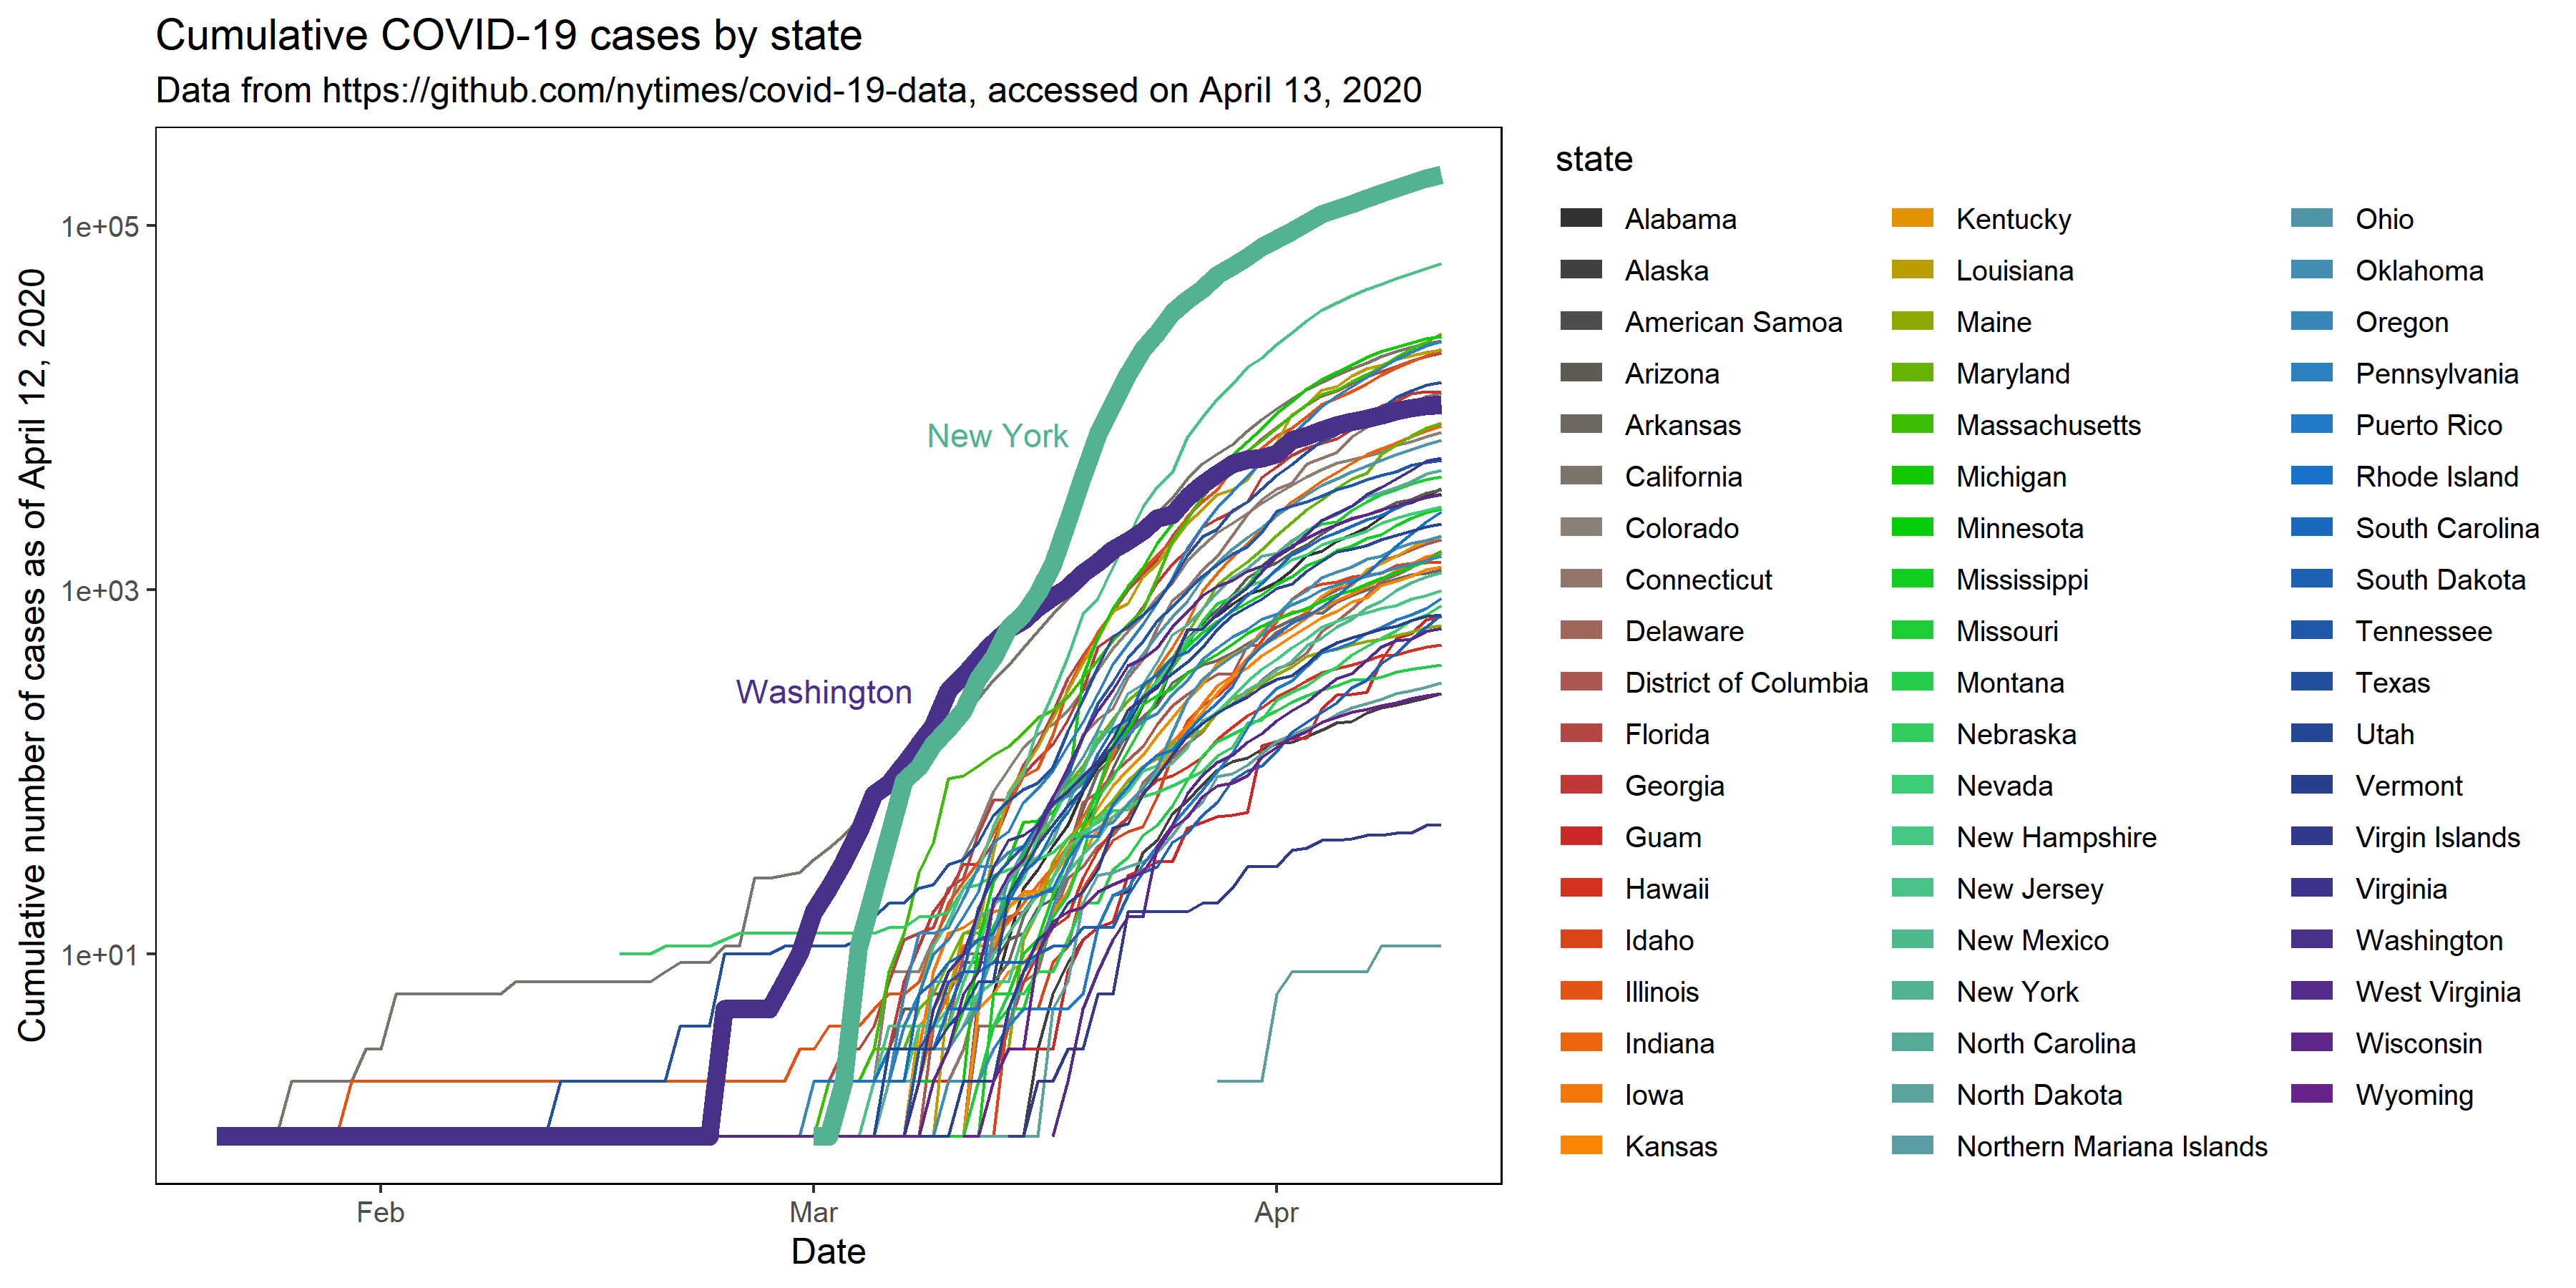 Cumulative COVID-19 cases by state
Data from https://github.com/nytimes/covid-19-data, accessed on April 13, 2020
Cumulative number of cases as of April 12, 2020
1e+05
1e+03
1e+01
New York
Washington
Feb
Mar
Apr
Date
state
Alabama
Alaska
American Samoa
Arizona
Arkansas
California
Colorado
Connecticut
Delaware
District of Columbia
Florida
Georgia
Guam
Hawaii
Idaho
Illinois
Indiana
Iowa
Kansas
Kentucky
Louisiana
Maine
Maryland
Massachusetts
Michigan
Minnesota
Mississippi
Missouri
Montana
Nebraska
Nevada
New Hampshire
New Jersey
New Mexico
New York
North Carolina
North Dakota
Northern Mariana Islands
Ohio
Oklahoma
Oregon
Pennsylvania
Puerto Rico
Rhode Island
South Carolina
South Dakota
Tennessee
Texas
Utah
Vermont
Virgin Islands
Virginia
Washington
West Virginia
Wisconsin
Wyoming